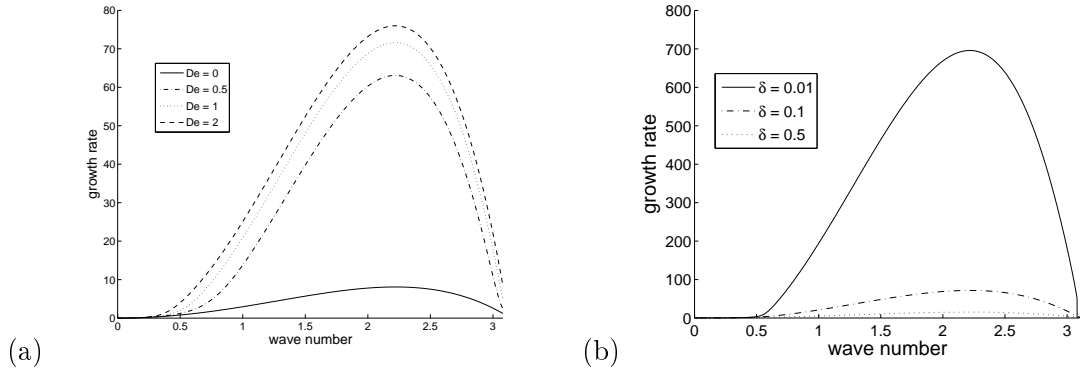 80
70
60
50
40
30
20
10
0
growth rate
De = 0
De = 0.5
De = 1
De = 2
0 0.5 1 1.5 2 2.5 3
wave number
(a)
800
700
600
500
400
300
200
100
0
growth rate
δ = 0.01
δ = 0.1
δ = 0.5
0 0.5 1 1.5 2 2.5 3
wave number
(b)